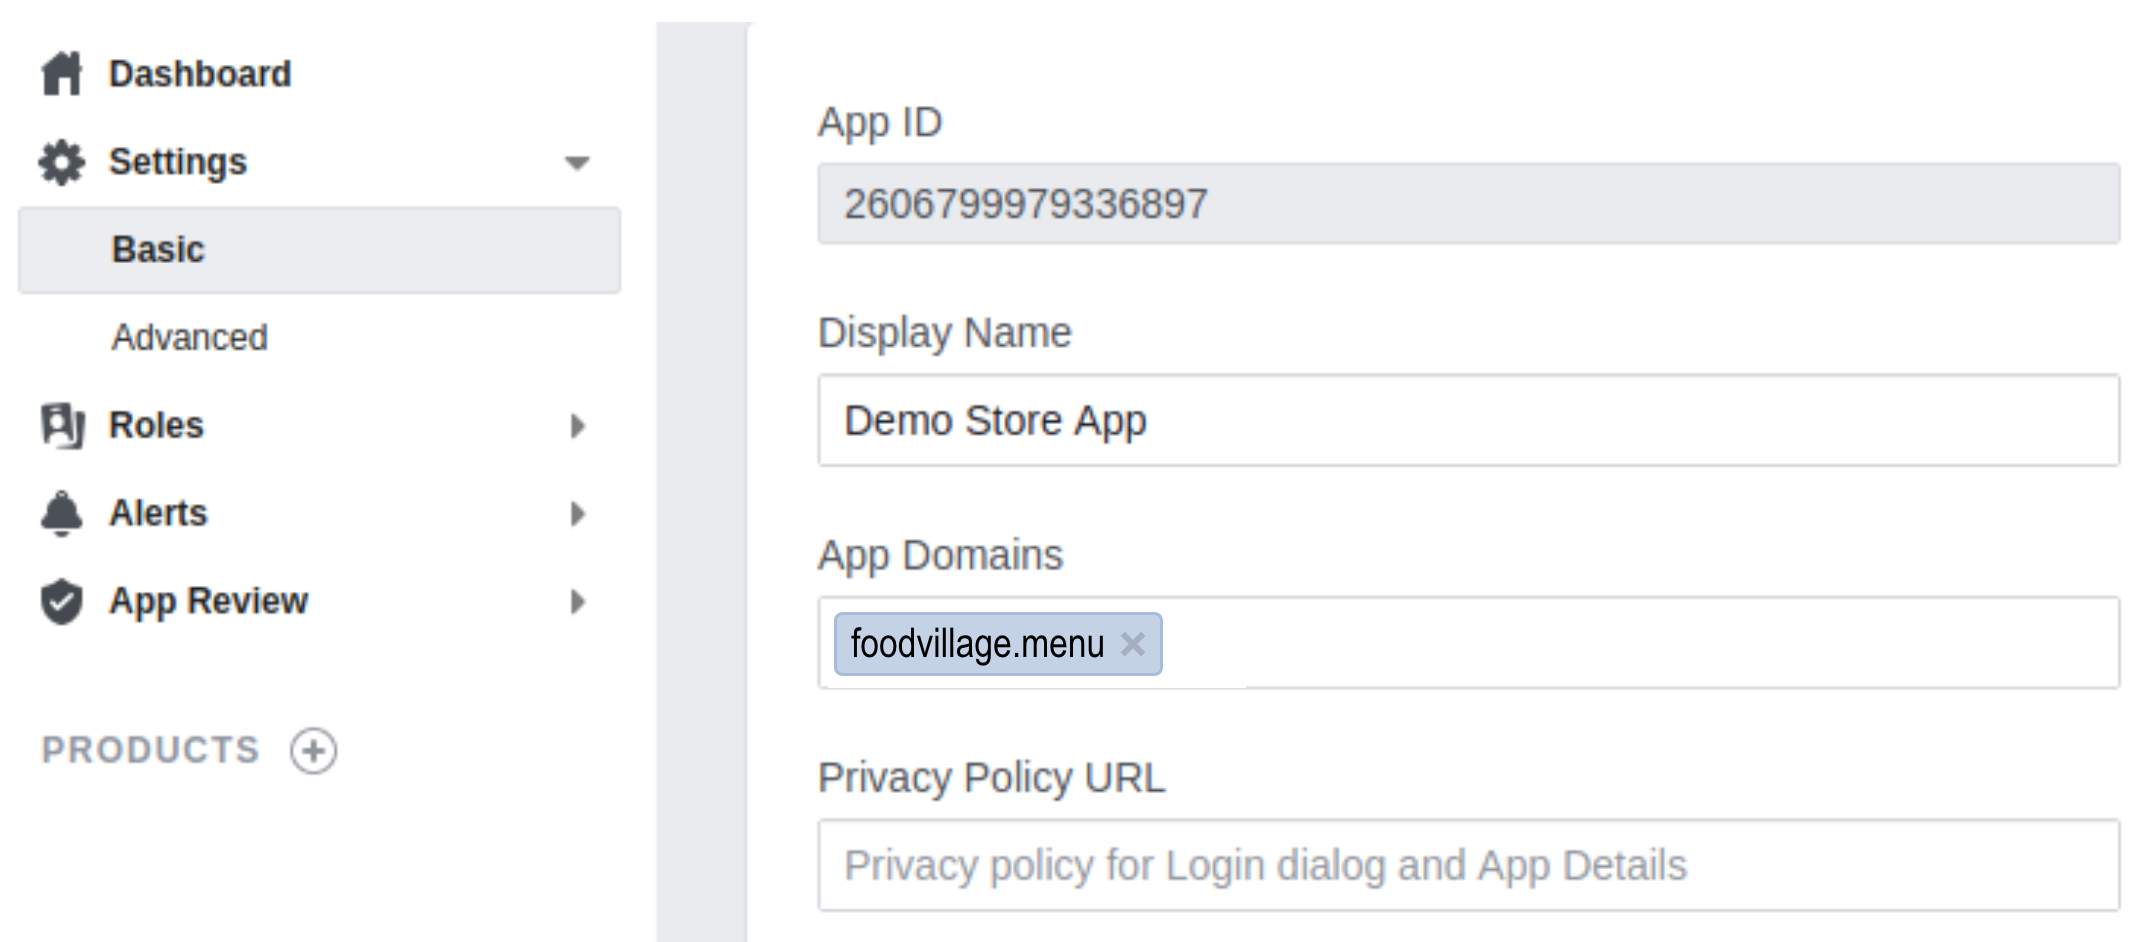 Dashboard
Settings
Basic
Advanced
Roles
Alerts
App Review
PRODUCTS
App ID
2606799979336897
Display Name
Demo Store App
App Domains
foodvillage.menu
Privacy Policy URL
Privacy policy for Login dialog and App Details